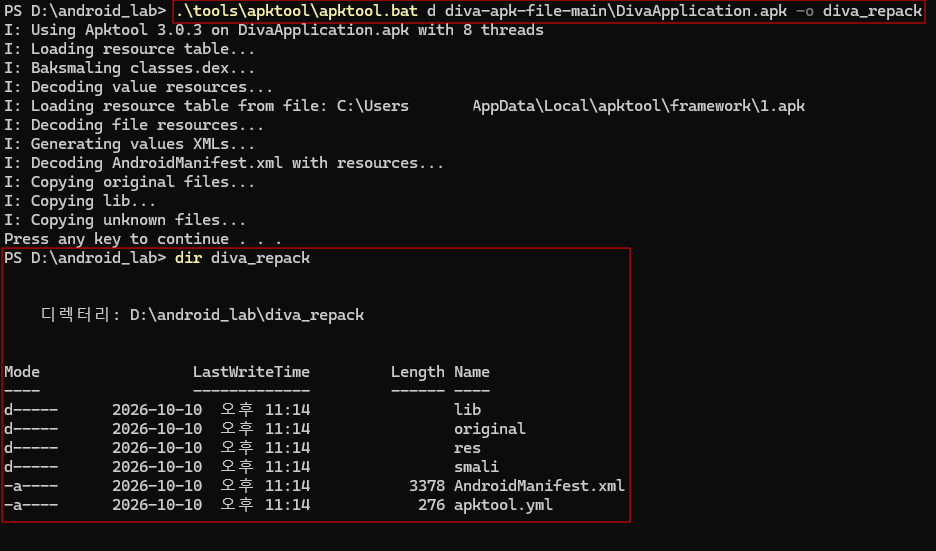 PS D:\android_lab> .\tools\apktool\apktool.bat d diva-apk-file-main\DivaApplication.apk -o diva_repack
I: Using Apktool 3.0.3 on DivaApplication.apk with 8 threads
I: Loading resource table...
I: Baksmaling classes.dex...
I: Decoding value resources...
I: Loading resource table from file: C:\Users       AppData\Local\apktool\framework\1.apk
I: Decoding file resources...
I: Generating values XMLs...
I: Decoding AndroidManifest.xml with resources...
I: Copying original files...
I: Copying lib...
I: Copying unknown files...
Press any key to continue . . .
PS D:\android_lab> dir diva_repack
디렉터리: D:\android_lab\diva_repack
Mode                 LastWriteTime         Length Name
----                 -------------         ------ ----
d-----      2026-10-10  오후 11:14                lib
d-----      2026-10-10  오후 11:14                original
d-----      2026-10-10  오후 11:14                res
d-----      2026-10-10  오후 11:14                smali
-a----      2026-10-10  오후 11:14           3378 AndroidManifest.xml
-a----      2026-10-10  오후 11:14            276 apktool.yml